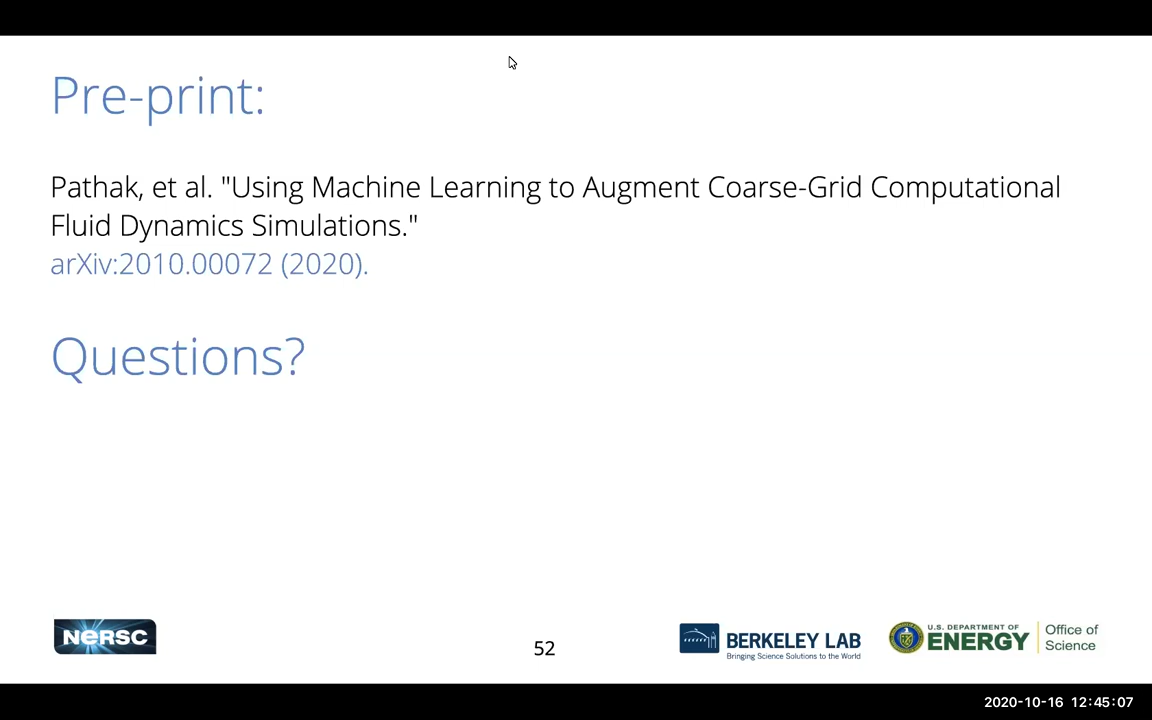 Pre-print:
Pathak, et al. "Using Machine Learning to Augment Coarse-Grid Computational
Fluid Dynamics Simulations."
arXiv:2010.00072 (2020).
Questions?
NERSC
52
BERKELEY LAB
Bringing Science Solutions to the World
U.S. DEPARTMENT OF
ENERGY
Office of
Science
2020-10-16 12:45:07